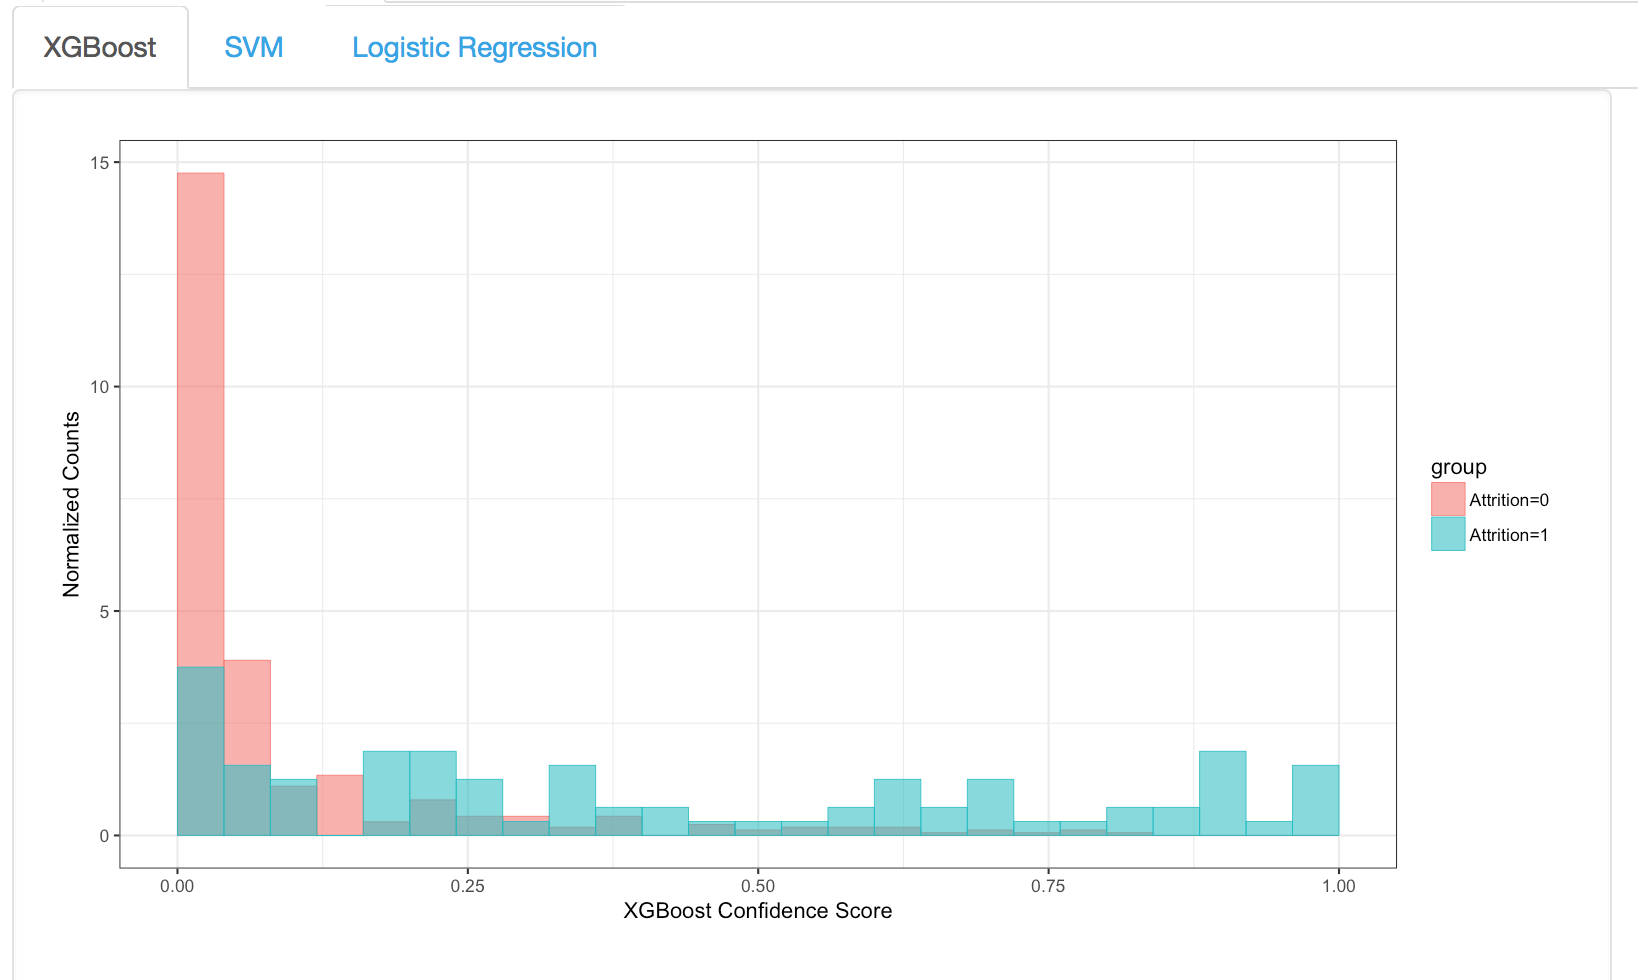 XGBoost SVM Logistic Regression
15
10
5
0
Normalized Counts
0.00 0.25 0.50 0.75 1.00
XGBoost Confidence Score
group
Attrition=0
Attrition=1